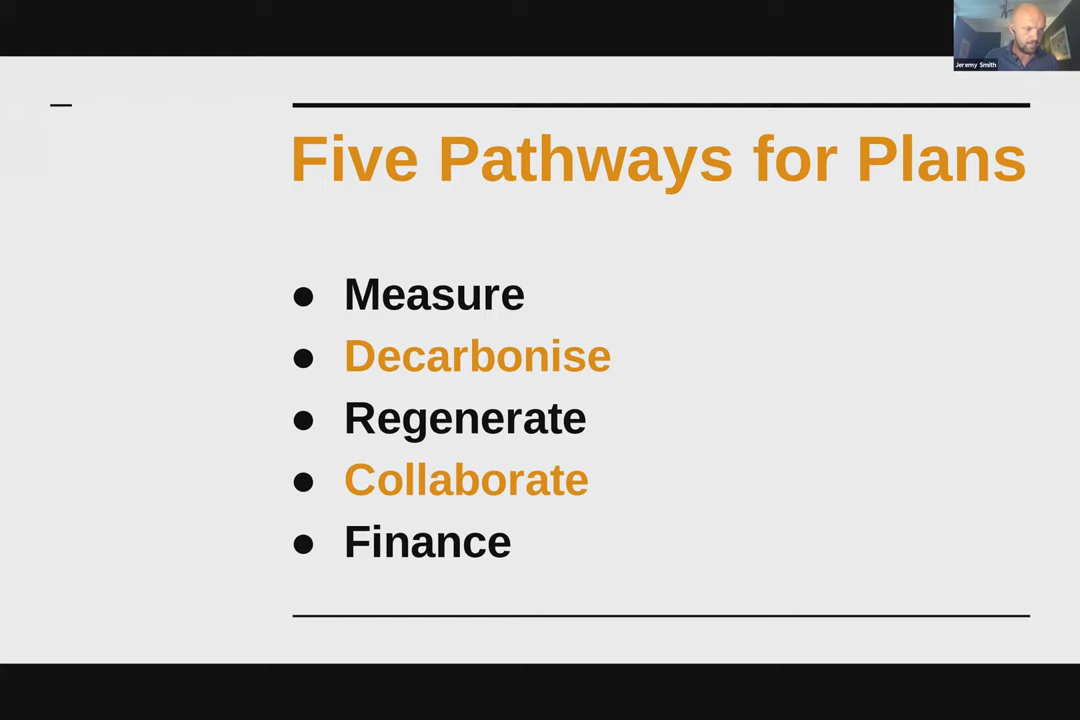 Jeremy Smith
Five Pathways for Plans
● Measure
● Decarbonise
● Regenerate
● Collaborate
● Finance